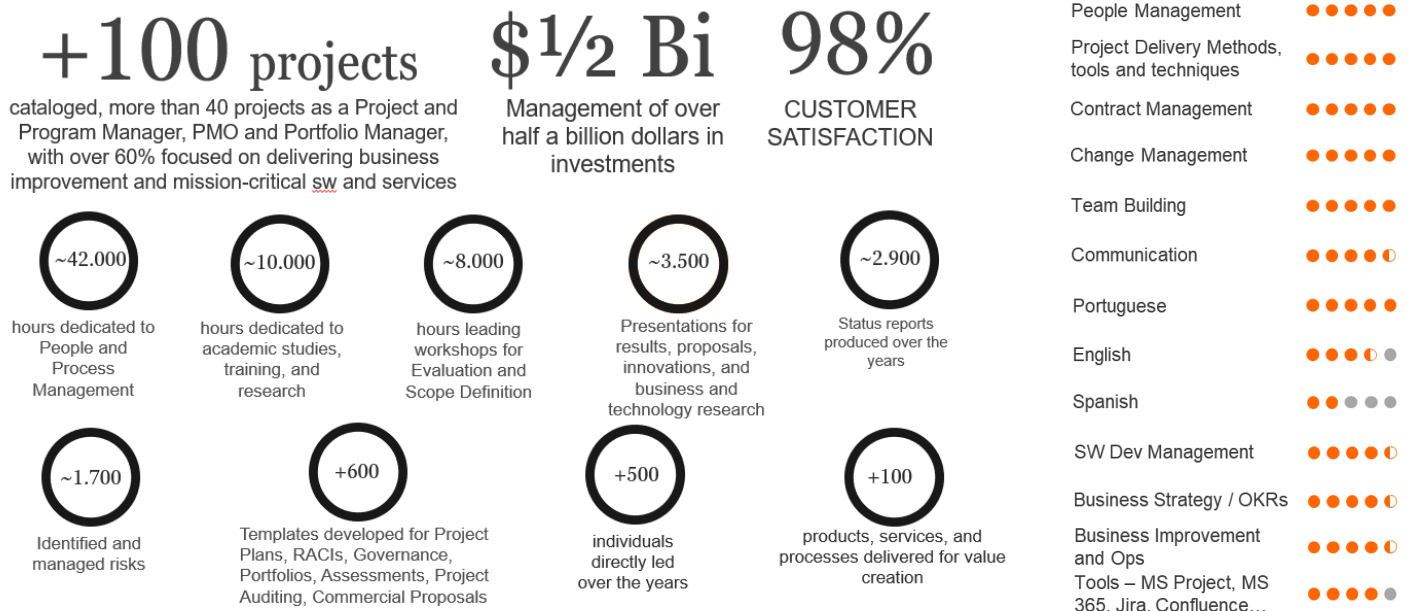 +100 projects
cataloged, more than 40 projects as a Project and
Program Manager, PMO and Portfolio Manager,
with over 60% focused on delivering business
improvement and mission-critical sw and services
$½ Bi
Management of over
half a billion dollars in
investments
98%
CUSTOMER
SATISFACTION
~42.000
hours dedicated to
People and
Process
Management
~10.000
hours dedicated to
academic studies,
training, and
research
~8.000
hours leading
workshops for
Evaluation and
Scope Definition
~3.500
Presentations for
results, proposals,
innovations, and
business and
technology research
~2.900
Status reports
produced over the
years
~1.700
Identified and
managed risks
+600
Templates developed for Project
Plans, RACIs, Governance,
Portfolios, Assessments, Project
Auditing, Commercial Proposals
+500
individuals
directly led
over the years
+100
products, services, and
processes delivered for value
creation
People Management
Project Delivery Methods,
tools and techniques
Contract Management
Change Management
Team Building
Communication
Portuguese
English
Spanish
SW Dev Management
Business Strategy / OKRs
Business Improvement
and Ops
Tools – MS Project, MS
365, Jira, Confluence...